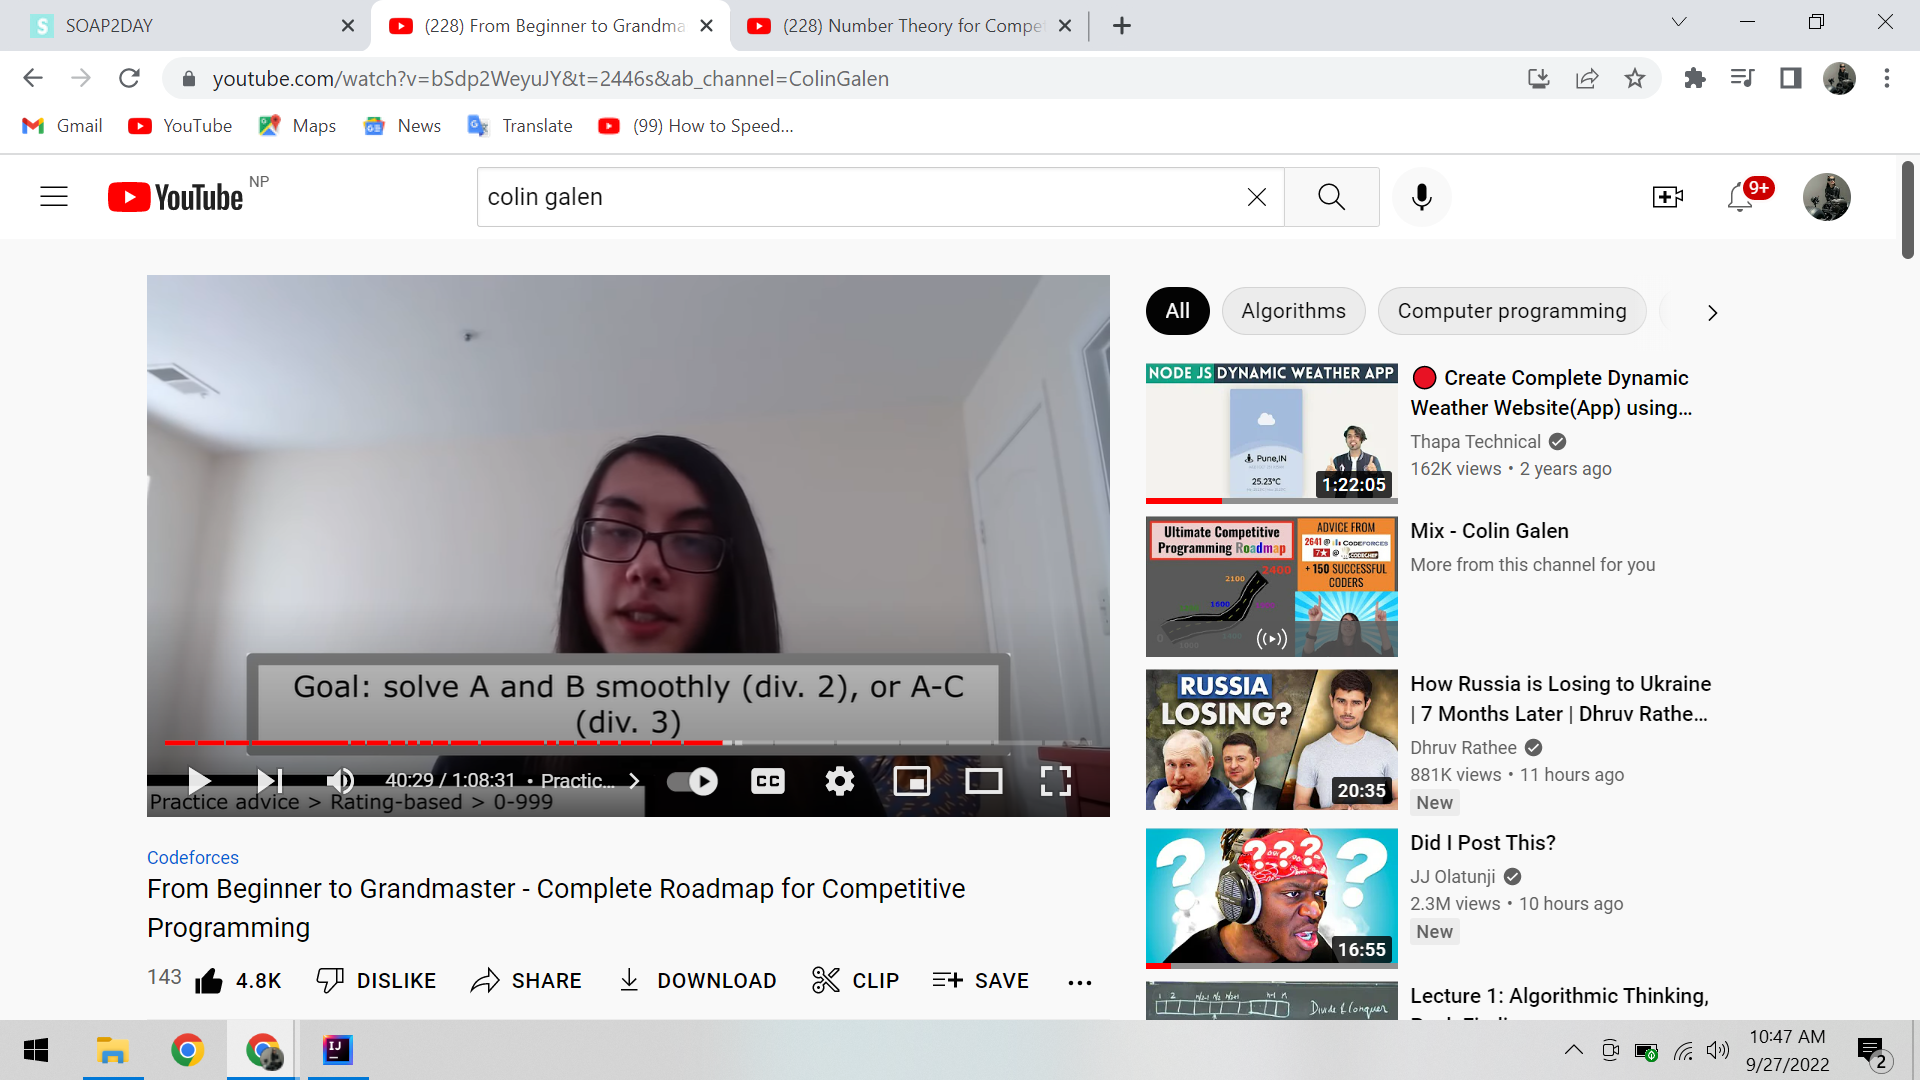 SOAP2DAY
(228) From Beginner to Grandma
(228) Number Theory for Compe
youtube.com/watch?v=bSdp2WeyuJY&t=2446s&ab_channel=ColinGalen
Gmail
YouTube
Maps
News
Translate
(99) How to Speed...
YouTube NP
colin galen
9+
Goal: solve A and B smoothly (div. 2), or A-C
(div. 3)
40:29 / 1:08:31 • Practic...
CC
Practice advice > Rating-based > 0-999
Codeforces
From Beginner to Grandmaster - Complete Roadmap for Competitive
Programming
143
4.8K
DISLIKE
SHARE
DOWNLOAD
CLIP
SAVE
All
Algorithms
Computer programming
NODE JS DYNAMIC WEATHER APP
Pune,IN
25.23°C
1:22:05
Create Complete Dynamic
Weather Website(App) using...
Thapa Technical
162K views • 2 years ago
Ultimate Competitive
Programming Roadmap
ADVICE FROM
2641 @ CODEFORCES
7★ @ CODECHEF
+ 150 SUCCESSFUL
CODERS
2400
2100
1600
Mix - Colin Galen
More from this channel for you
RUSSIA
LOSING?
20:35
How Russia is Losing to Ukraine
| 7 Months Later | Dhruv Rathe...
Dhruv Rathee
881K views • 11 hours ago
New
? ??? ?
16:55
Did I Post This?
JJ Olatunji
2.3M views • 10 hours ago
New
Divide & Conquer
Lecture 1: Algorithmic Thinking,
IJ
10:47 AM
9/27/2022
2